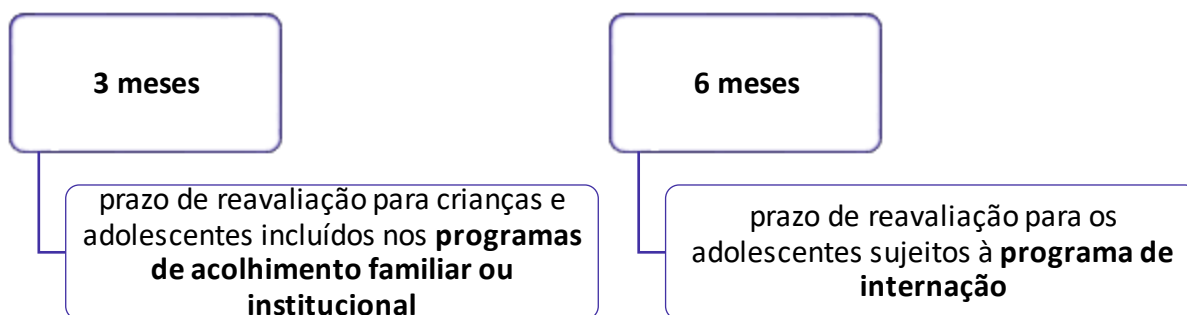 3 meses
prazo de reavaliação para crianças e
adolescentes incluídos nos programas
de acolhimento familiar ou
institucional
6 meses
prazo de reavaliação para os
adolescentes sujeitos à programa de
internação